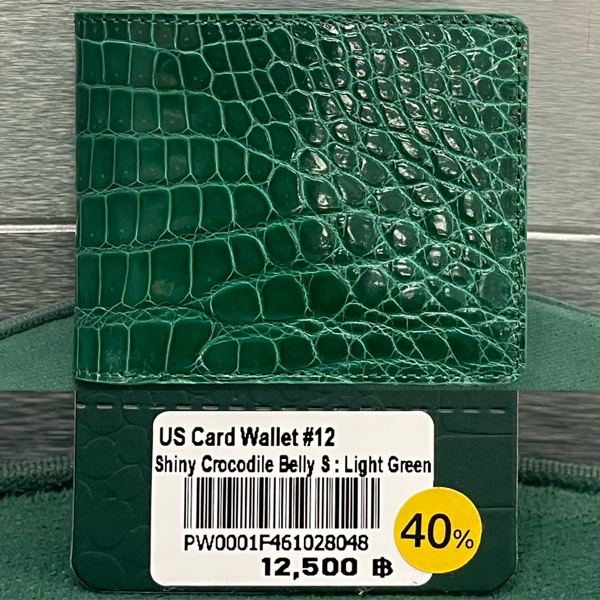 US Card Wallet #12
Shiny Crocodile Belly S : Light Green
PW0001F461028048
12,500 ฿
40%